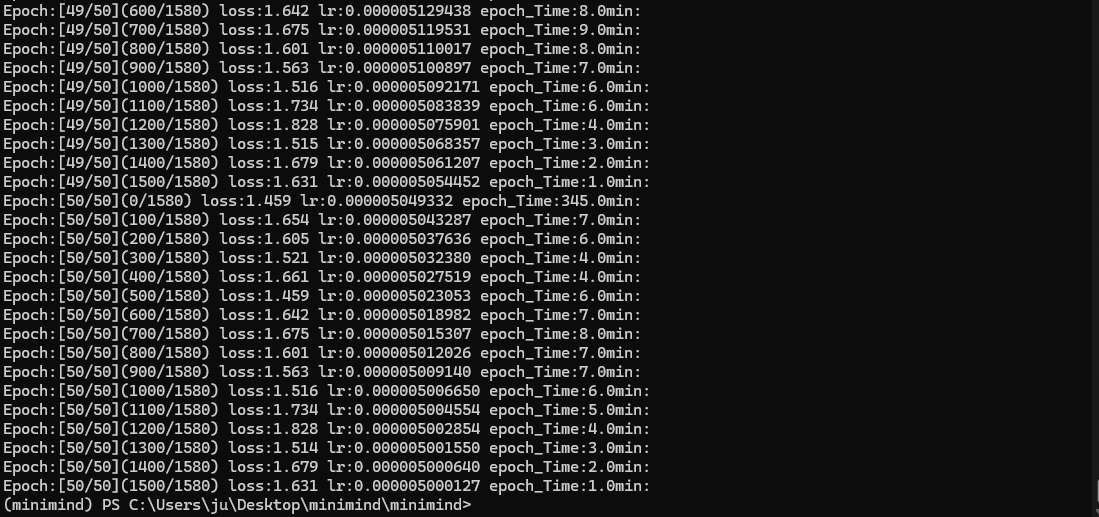 Epoch:[49/50](600/1580) loss:1.642 lr:0.000005129438 epoch_Time:8.0min:
Epoch:[49/50](700/1580) loss:1.675 lr:0.000005119531 epoch_Time:9.0min:
Epoch:[49/50](800/1580) loss:1.601 lr:0.000005110017 epoch_Time:8.0min:
Epoch:[49/50](900/1580) loss:1.563 lr:0.000005100897 epoch_Time:7.0min:
Epoch:[49/50](1000/1580) loss:1.516 lr:0.000005092171 epoch_Time:6.0min:
Epoch:[49/50](1100/1580) loss:1.734 lr:0.000005083839 epoch_Time:6.0min:
Epoch:[49/50](1200/1580) loss:1.828 lr:0.000005075901 epoch_Time:4.0min:
Epoch:[49/50](1300/1580) loss:1.515 lr:0.000005068357 epoch_Time:3.0min:
Epoch:[49/50](1400/1580) loss:1.679 lr:0.000005061207 epoch_Time:2.0min:
Epoch:[49/50](1500/1580) loss:1.631 lr:0.000005054452 epoch_Time:1.0min:
Epoch:[50/50](0/1580) loss:1.459 lr:0.000005049332 epoch_Time:345.0min:
Epoch:[50/50](100/1580) loss:1.654 lr:0.000005043287 epoch_Time:7.0min:
Epoch:[50/50](200/1580) loss:1.605 lr:0.000005037636 epoch_Time:6.0min:
Epoch:[50/50](300/1580) loss:1.521 lr:0.000005032380 epoch_Time:4.0min:
Epoch:[50/50](400/1580) loss:1.661 lr:0.000005027519 epoch_Time:4.0min:
Epoch:[50/50](500/1580) loss:1.459 lr:0.000005023053 epoch_Time:6.0min:
Epoch:[50/50](600/1580) loss:1.642 lr:0.000005018982 epoch_Time:7.0min:
Epoch:[50/50](700/1580) loss:1.675 lr:0.000005015307 epoch_Time:8.0min:
Epoch:[50/50](800/1580) loss:1.601 lr:0.000005012026 epoch_Time:7.0min:
Epoch:[50/50](900/1580) loss:1.563 lr:0.000005009140 epoch_Time:7.0min:
Epoch:[50/50](1000/1580) loss:1.516 lr:0.000005006650 epoch_Time:6.0min:
Epoch:[50/50](1100/1580) loss:1.734 lr:0.000005004554 epoch_Time:5.0min:
Epoch:[50/50](1200/1580) loss:1.828 lr:0.000005002854 epoch_Time:4.0min:
Epoch:[50/50](1300/1580) loss:1.514 lr:0.000005001550 epoch_Time:3.0min:
Epoch:[50/50](1400/1580) loss:1.679 lr:0.000005000640 epoch_Time:2.0min:
Epoch:[50/50](1500/1580) loss:1.631 lr:0.000005000127 epoch_Time:1.0min:
(minimind) PS C:\Users\ju\Desktop\minimind\minimind>